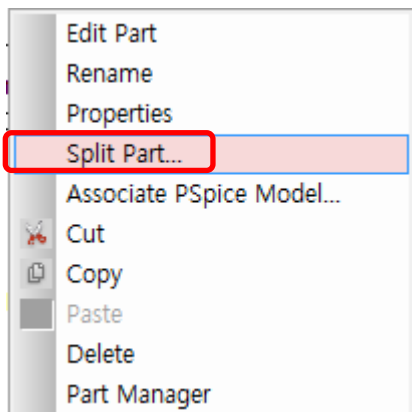 Edit Part
Rename
Properties
Split Part...
Associate PSpice Model...
Cut
Copy
Paste
Delete
Part Manager